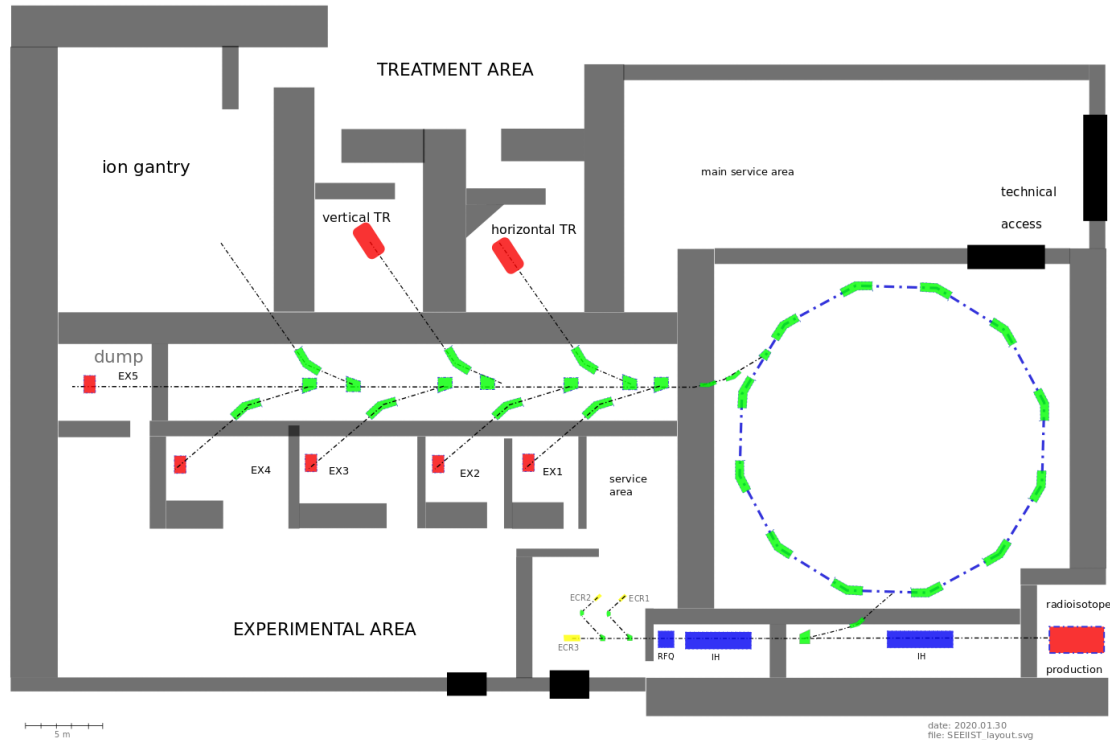 TREATMENT AREA
ion gantry
main service area
technical
access
vertical TR
horizontal TR
dump
EX5
EX4
EX3
EX2
EX1
service
area
ECR2
ECR1
ECR3
RFQ
IH
IH
radioisotope
production
EXPERIMENTAL AREA
5 m
date: 2020.01.30
file: SEEIIST_layout.svg